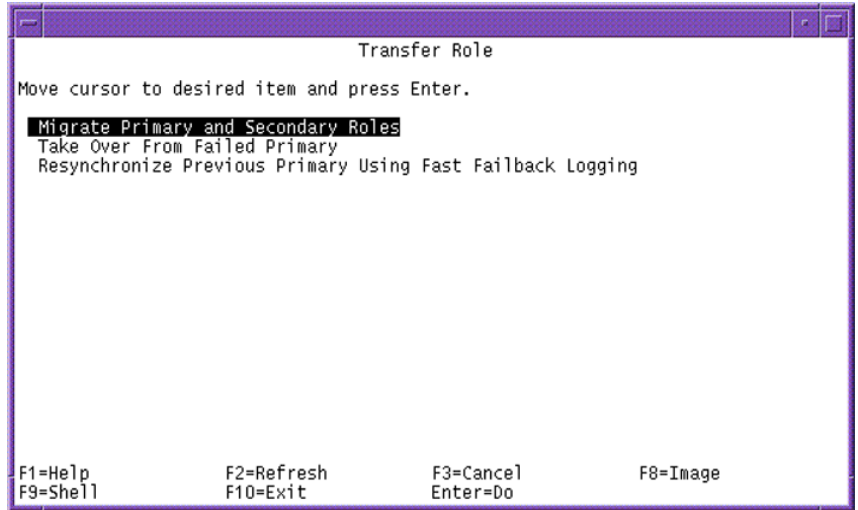 Transfer Role
Move cursor to desired item and press Enter.
Migrate Primary and Secondary Roles
Take Over From Failed Primary
Resynchronize Previous Primary Using Fast Failback Logging
F1=Help F2=Refresh F3=Cancel F8=Image
F9=Shell F10=Exit Enter=Do